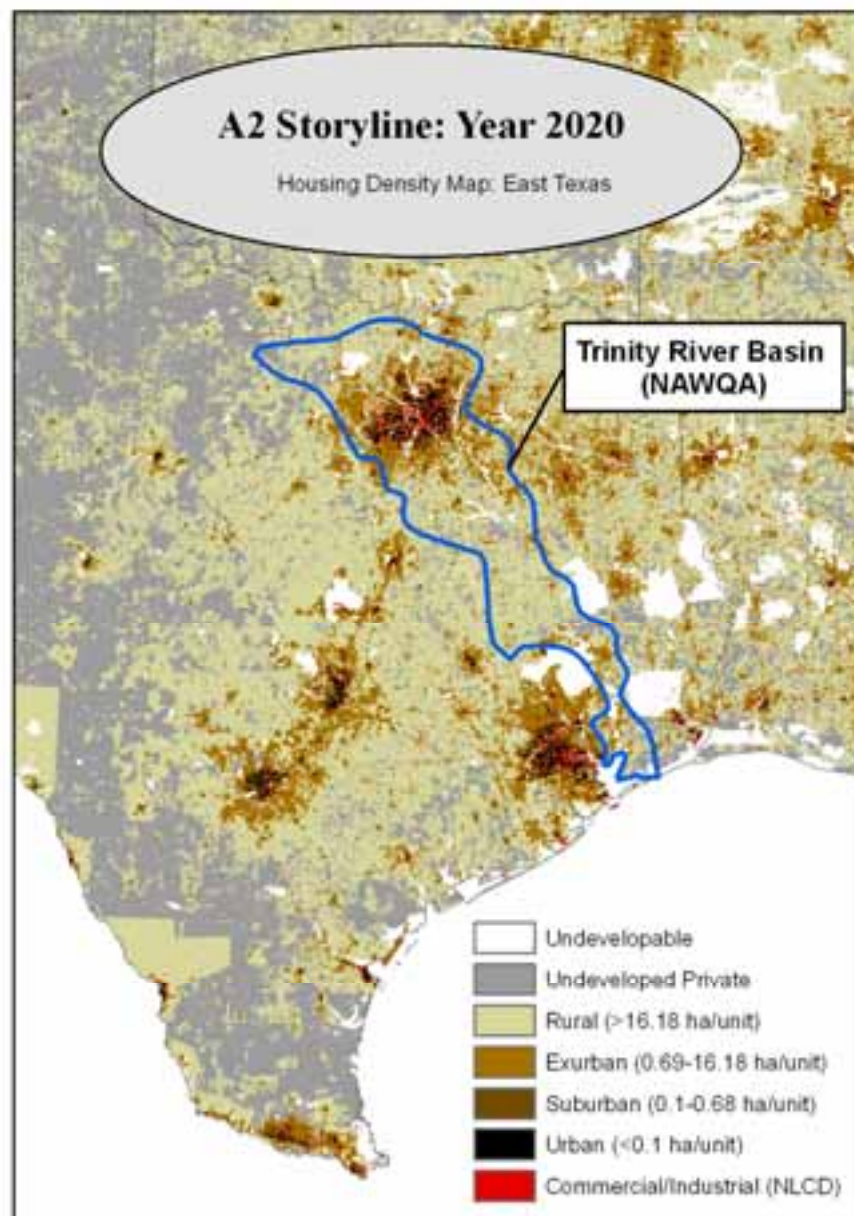 A2 Storyline: Year 2020
Housing Density Map: East Texas
Trinity River Basin
(NAWQA)
Undevelopable
Undeveloped Private
Rural (>16.18 ha/unit)
Exurban (0.69-16.18 ha/unit)
Suburban (0.1-0.68 ha/unit)
Urban (<0.1 ha/unit)
Commercial/Industrial (NLCD)